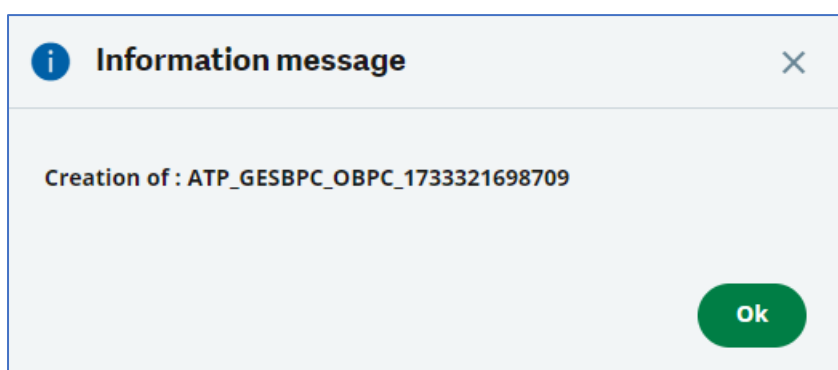 Information message
Creation of : ATP_GESBPC_OBPC_1733321698709
Ok